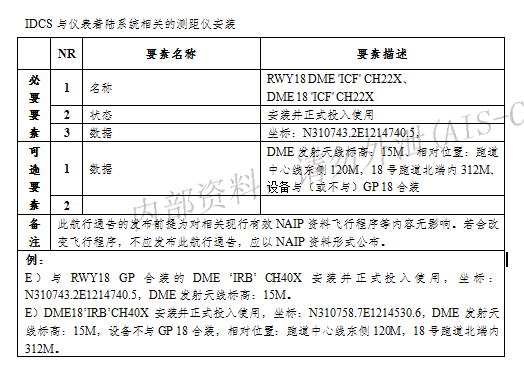 IDCS 与仪表着陆系统相关的测距仪安装
NR 要素名称 要素描述
必要要素
1 名称 RWY18 DME 'ICF' CH22X、
DME 18 'ICF' CH22X
2 状态 安装并正式投入使用
3 数据 坐标：N310743.2E1214740.5，
可选要素
1 数据 DME 发射天线标高：15M、相对位置：跑道
中心线东侧 120M，18 号跑道北端内 312M、
设备与（或不与）GP 18 合装
2
备注 此航行通告的发布前提为对相关现行有效 NAIP 资料飞行程序等内容无影响。若会改
变飞行程序，不应发布此航行通告，应以 NAIP 资料形式公布。
例：
E）与 RWY18 GP 合装的 DME ‘IRB’ CH40X 安装并正式投入使用，坐标：
N310743.2E1214740.5，DME 发射天线标高：15M。
E）DME18’IRB’CH40X 安装并正式投入使用，坐标：N310758.7E1214530.6，DME 发射天
线标高：15M，设备不与 GP 18 合装，相对位置：跑道中心线东侧 120M，18 号跑道北端内
312M。
内部资料 请勿外泄 (AIS-C